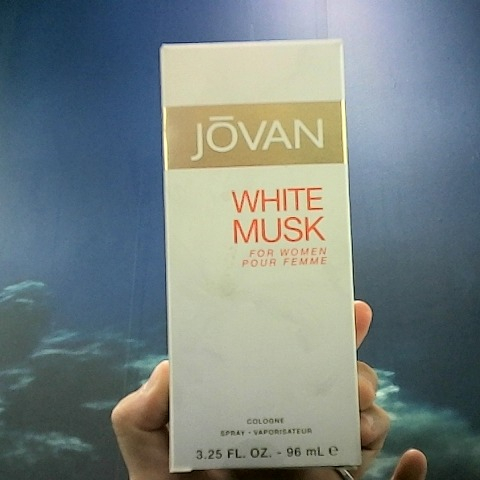 JŌVAN
WHITE
MUSK
FOR WOMEN
POUR FEMME
COLOGNE
SPRAY - VAPORISATEUR
3.25 FL. OZ. - 96 mL ℮